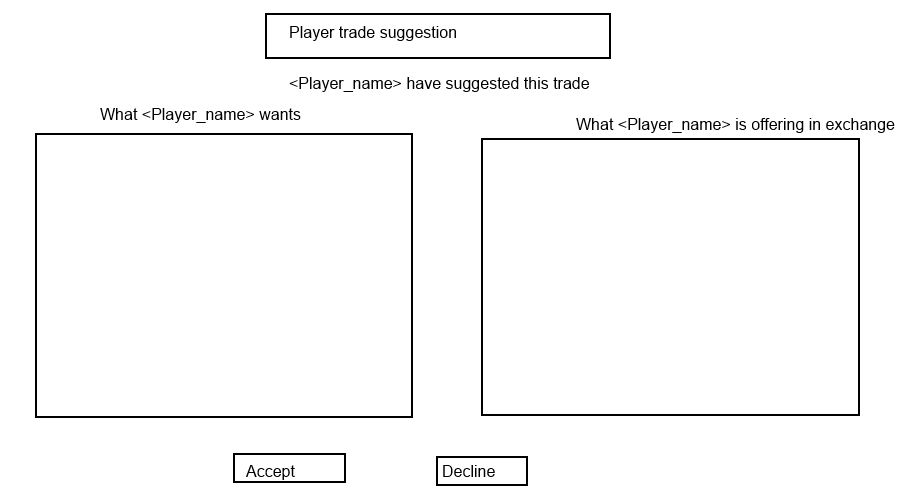 Player trade suggestion
<Player_name> have suggested this trade
What <Player_name> wants
What <Player_name> is offering in exchange
Accept
Decline